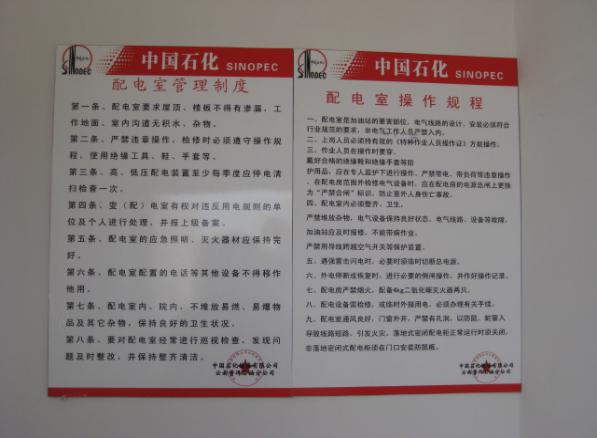 SINOPEC
中国石化 SINOPEC
配电室管理制度
第一条、配电室要求屋顶、楼板不得有渗漏，工
作地面、室内沟道无积水、杂物。
第二条、严禁违章操作，检修时必须遵守操作规
程，使用绝缘工具、鞋、手套等。
第三条、高、低压配电装置至少每季度应停电清
扫检查一次。
第四条、变（配）电室有权对违反用电规则的单
位及个人进行处理，并报上级备案。
第五条、配电室的应急照明、灭火器材应保持完
好。
第六条、配电室配置的电话等其他设备不得移作
他用。
第七条、配电室内、院内，不堆放易燃、易爆物
品及其它杂物，保持良好的卫生状况。
第八条、要对配电室经常进行巡视检查，发现问
题及时整改，并保持整齐清洁。
中国石化 有限公司
云南 分公司
SINOPEC
中国石化 SINOPEC
配电室操作规程
一、配电室是加油站的要害部位，电气线路的设计、安装必须符合
行业规范的要求，非电气工作人员严禁入内。
二、上岗人员必须持有效的《特种作业人员操作证》方能操作。
三、作业人员在操作时要穿、
戴好合格的绝缘鞋和绝缘手套等防
护用品，应在专人监护下进行操作，严禁带电、带负荷等违章操作
，在配电房范围外检修电气设备时，应在配电房的电源总闸上更换
为“严禁合闸”标识，防止意外人身伤亡事故。
四、配电室内必须整齐、卫生，
严禁堆放杂物，电气设备保持良好状态，电气线路、设备等故障，
加油站应及时报修，不能带病作业。
严禁用导线跨越空气开关等保护装置。
五、遇强雷击闪电时，必要时须临时切断总电源。
六、外电停断或恢复时，进行必要的倒闸操作，并作好操作记录。
七、配电房严禁烟火，配备4kg二氧化碳灭火器两只。
八、配电设备需检修，或临时对外接用电，必须办理有关手续。
九、配电室通风良好，门窗外开，严禁有孔洞，以防鼠、蛇窜入
导致线路短路，引发火灾。落地式密闭配电柜正常运行时须关闭，
非落地密闭式配电柜须在门口安装防鼠板。
中国石化 有限公司
云南 分公司